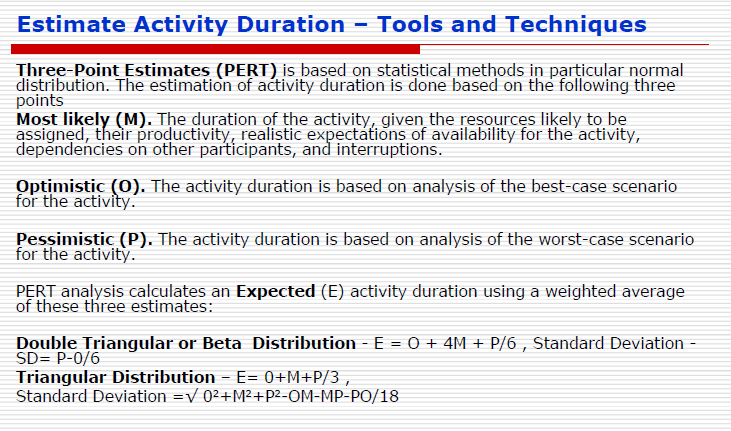 Estimate Activity Duration – Tools and Techniques
Three-Point Estimates (PERT) is based on statistical methods in particular normal
distribution. The estimation of activity duration is done based on the following three
points
Most likely (M). The duration of the activity, given the resources likely to be
assigned, their productivity, realistic expectations of availability for the activity,
dependencies on other participants, and interruptions.
Optimistic (O). The activity duration is based on analysis of the best-case scenario
for the activity.
Pessimistic (P). The activity duration is based on analysis of the worst-case scenario
for the activity.
PERT analysis calculates an Expected (E) activity duration using a weighted average
of these three estimates:
Double Triangular or Beta  Distribution - E = O + 4M + P/6 , Standard Deviation -
SD= P-0/6
Triangular Distribution – E= 0+M+P/3 ,
Standard Deviation =√ 0²+M²+P²-OM-MP-PO/18